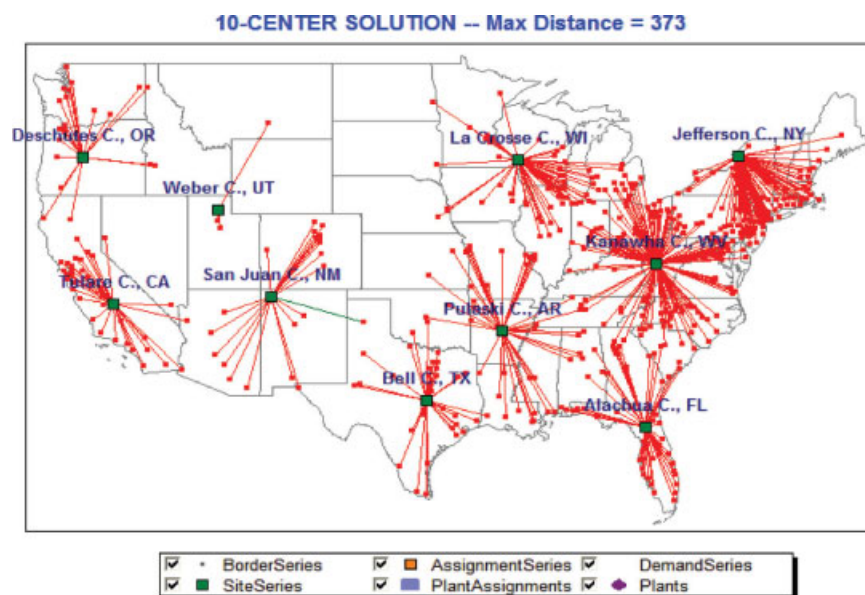 10-CENTER SOLUTION -- Max Distance = 373
Deschutes C., OR
La Crosse C., WI
Jefferson C., NY
Weber C., UT
Kanawha C., WV
Tulare C., CA
San Juan C., NM
Pulaski C., AR
Bell C., TX
Alachua C., FL
BorderSeries
AssignmentSeries
DemandSeries
SiteSeries
PlantAssignments
Plants